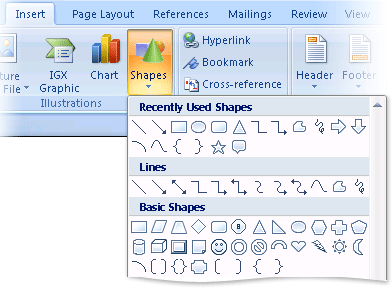 Insert Page Layout References Mailings Review View
Hyperlink
Bookmark
Cross-reference
IGX
Graphic
Chart
Shapes
Header
Footer
File
Illustrations
Recently Used Shapes
Lines
Basic Shapes